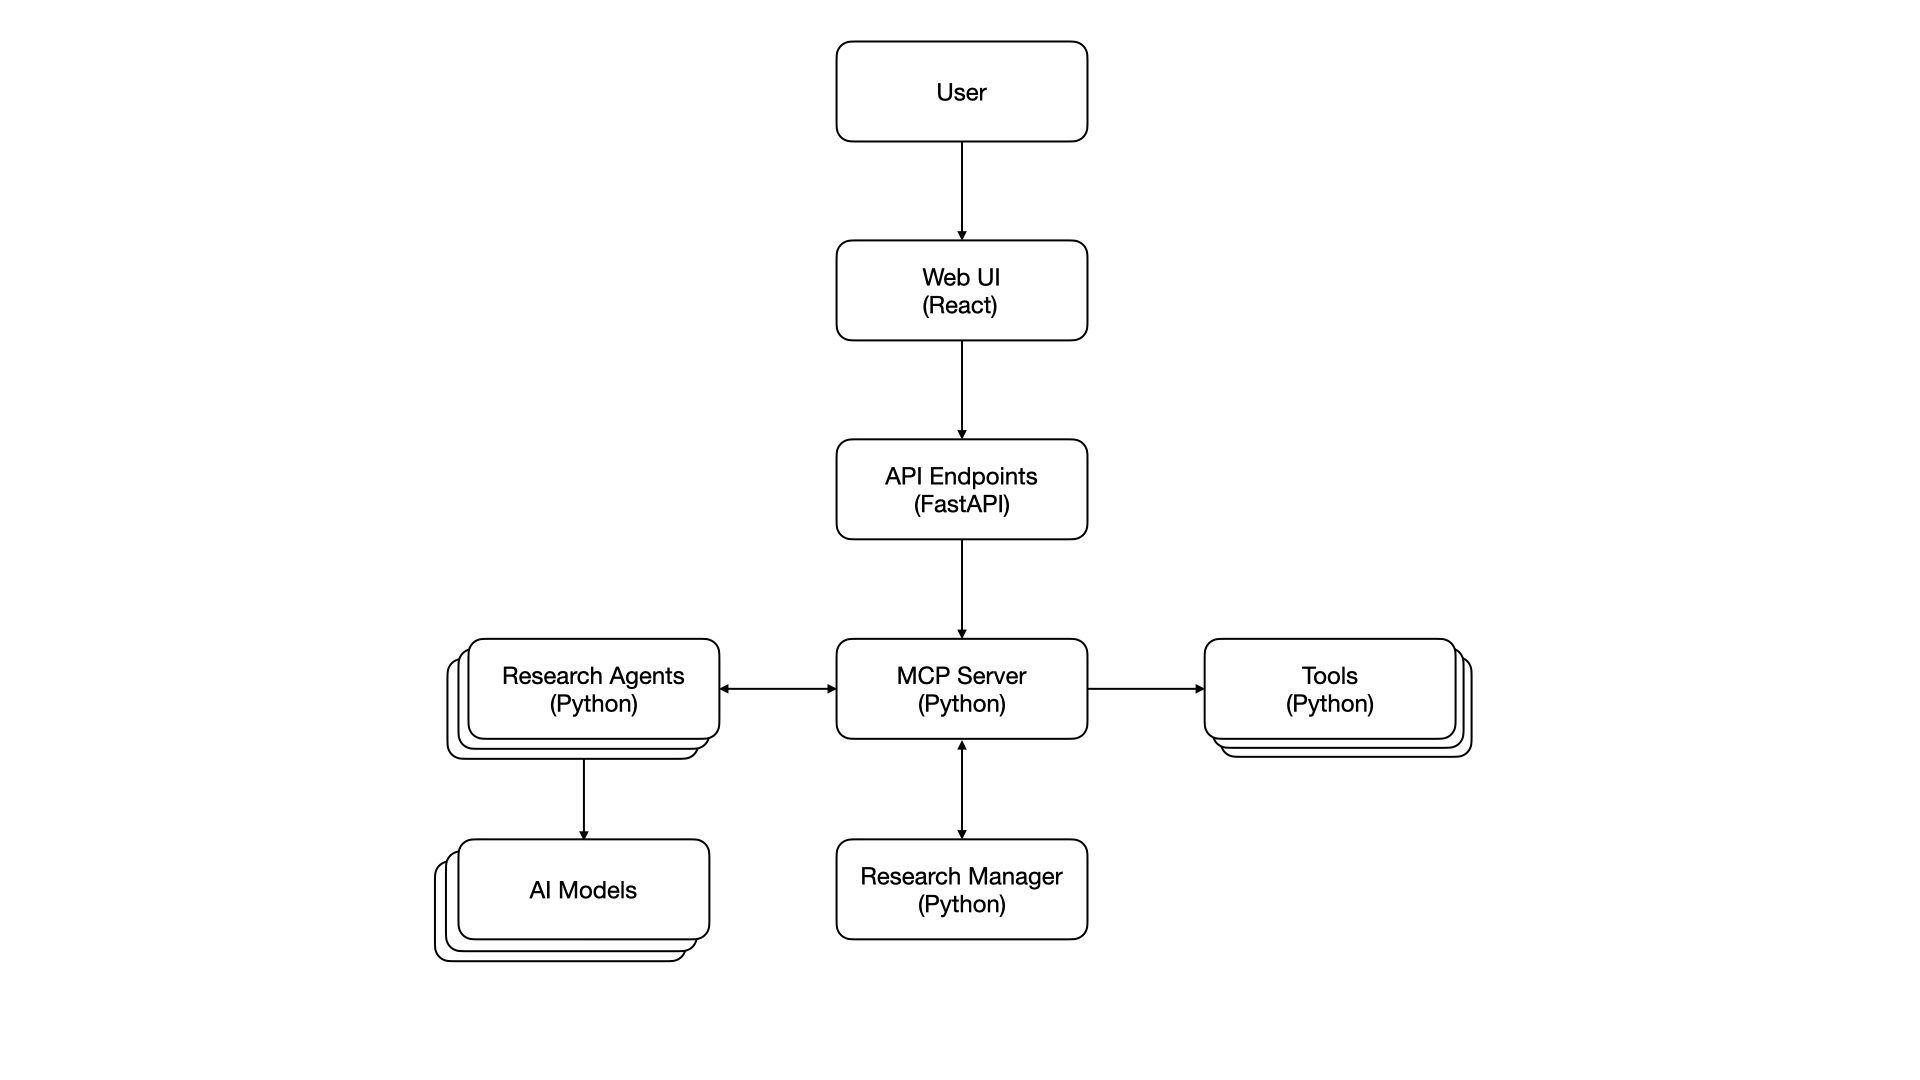 User
Web UI
(React)
API Endpoints
(FastAPI)
Research Agents
(Python)
MCP Server
(Python)
Tools
(Python)
AI Models
Research Manager
(Python)